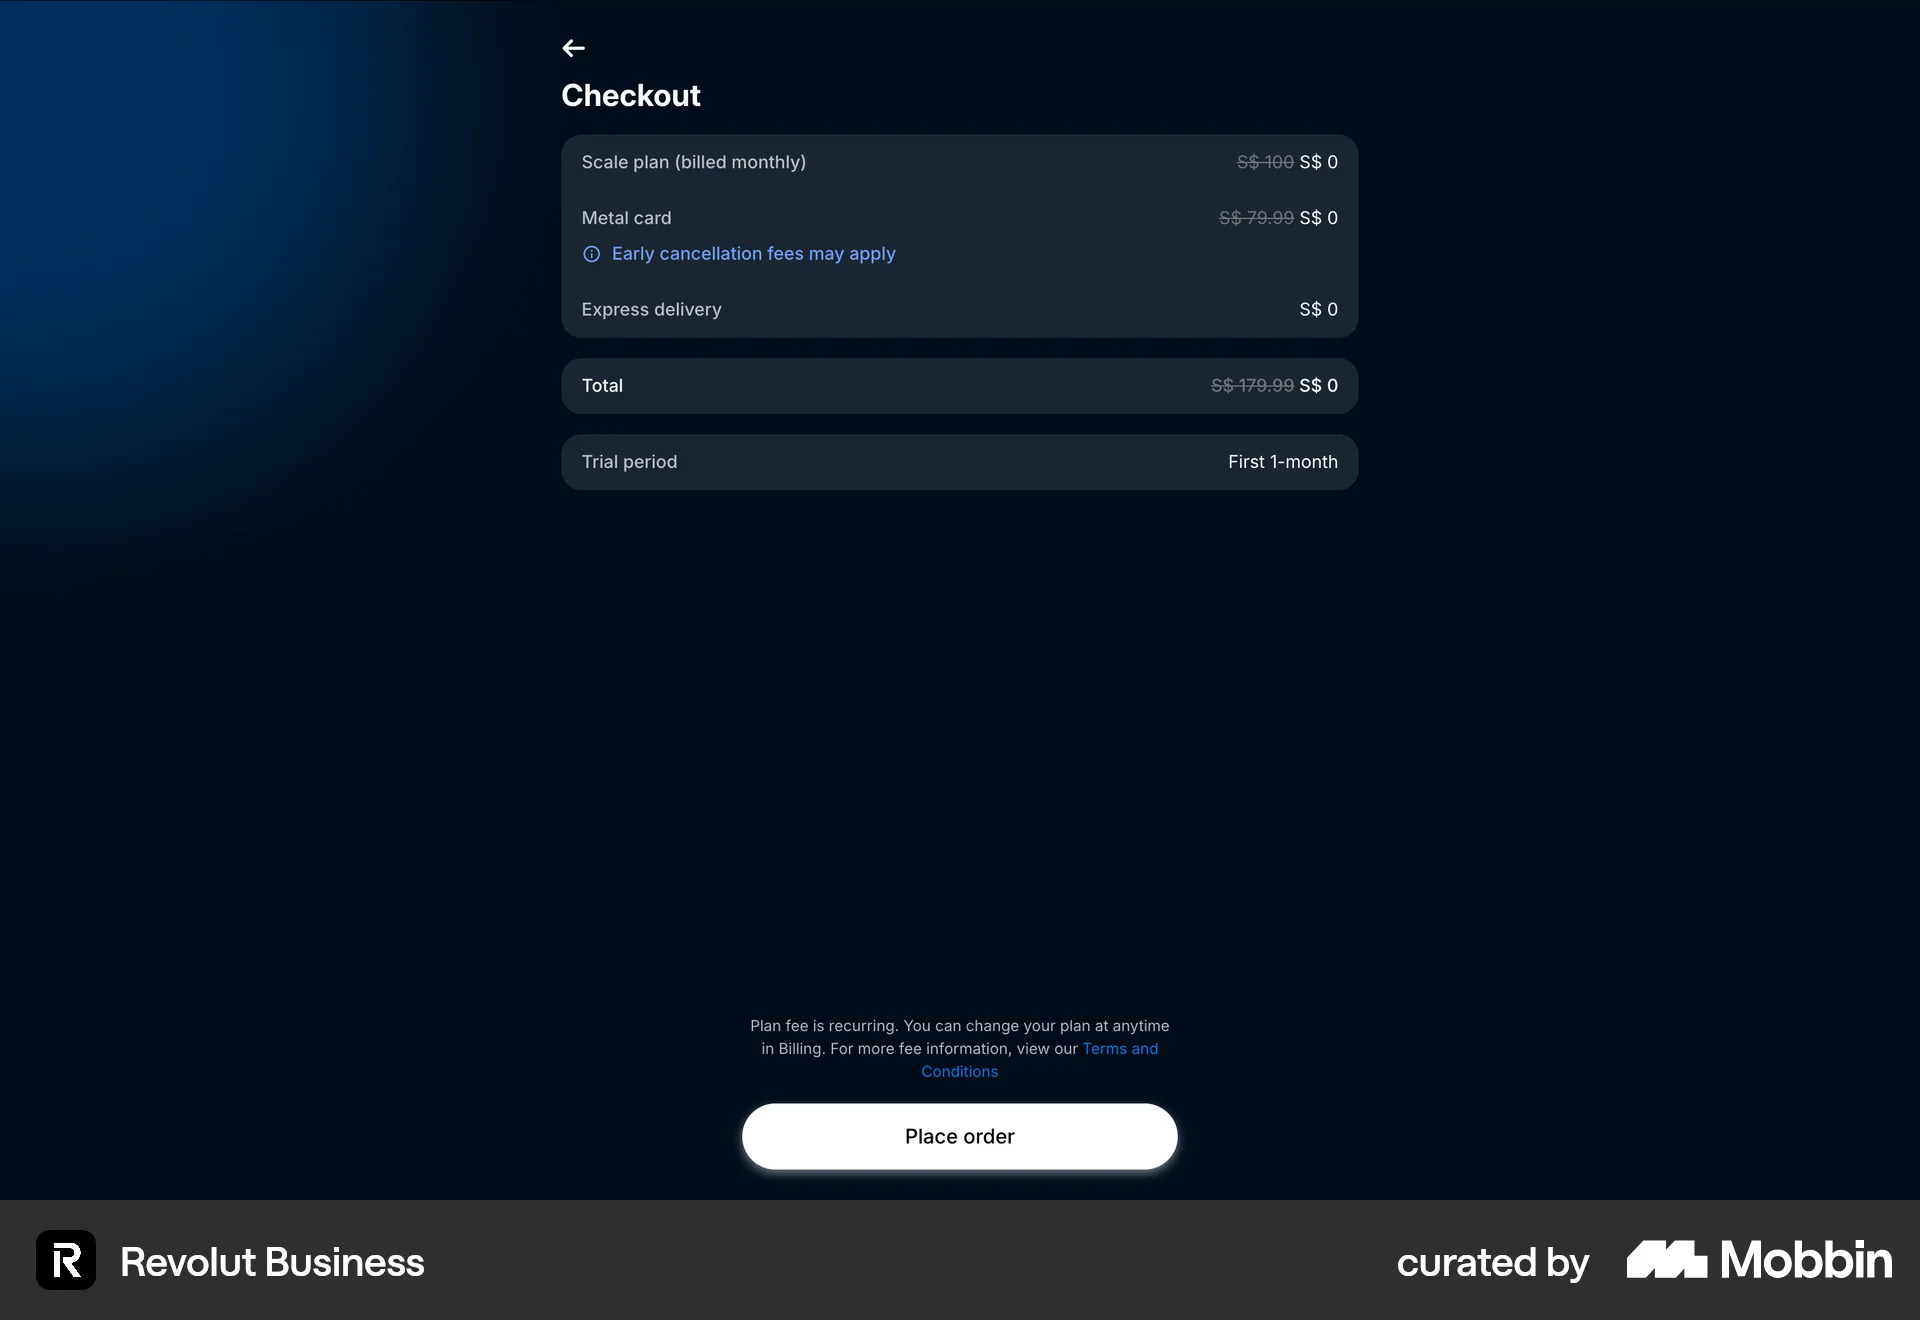 Checkout
Scale plan (billed monthly) S$ 100 S$ 0
Metal card S$ 79.99 S$ 0
Early cancellation fees may apply
Express delivery S$ 0
Total S$ 179.99 S$ 0
Trial period First 1-month
Plan fee is recurring. You can change your plan at anytime
in Billing. For more fee information, view our Terms and
Conditions
Place order
Revolut Business curated by Mobbin